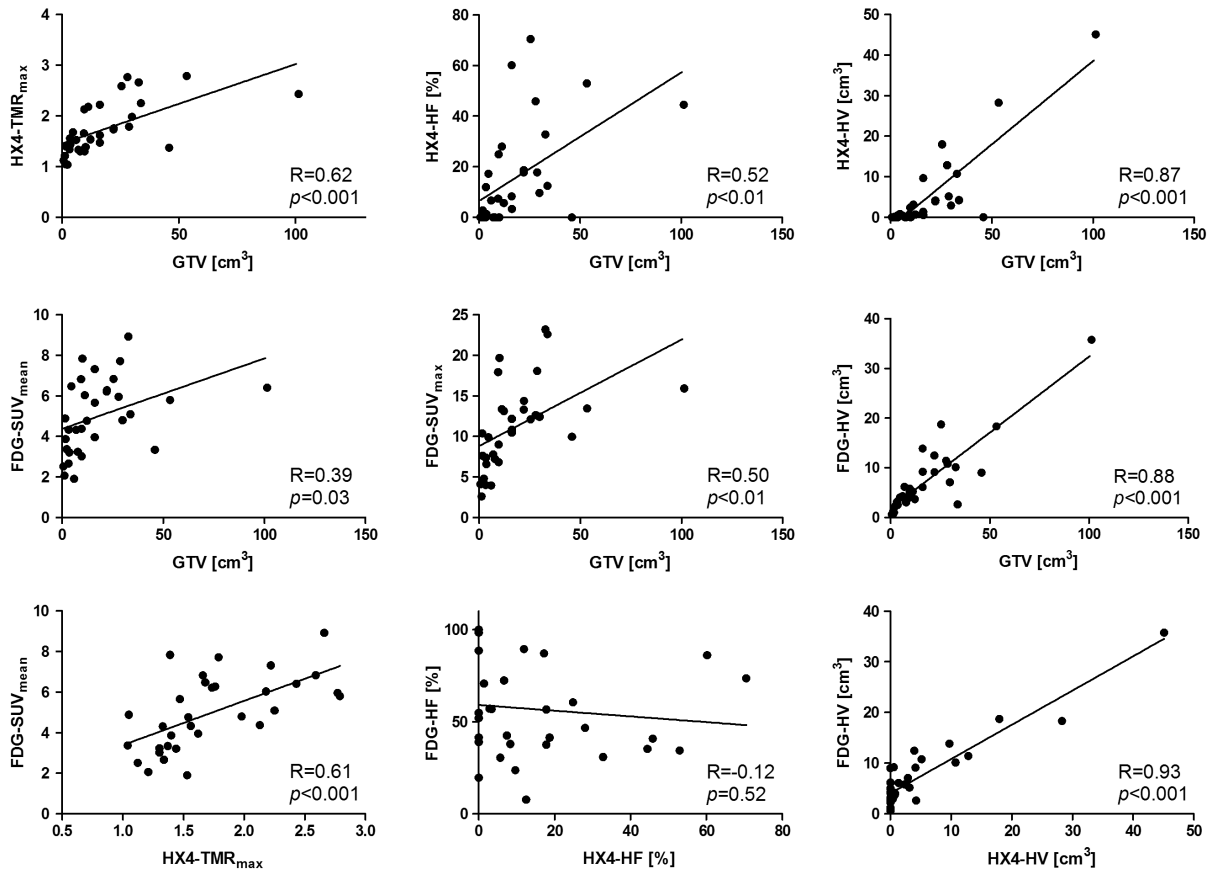 4
3
2
1
0
0
50
100
HX4-TMRmax
GTV [cm3]
R=0.62
p<0.001
80
60
40
20
0
0
50
100
150
HX4-HF [%]
GTV [cm3]
R=0.52
p<0.01
50
40
30
20
10
0
0
50
100
150
HX4-HV [cm3]
GTV [cm3]
R=0.87
p<0.001
10
8
6
4
2
0
0
50
100
150
FDG-SUVmean
GTV [cm3]
R=0.39
p=0.03
25
20
15
10
5
0
0
50
100
150
FDG-SUVmax
GTV [cm3]
R=0.50
p<0.01
40
30
20
10
0
0
50
100
150
FDG-HV [cm3]
GTV [cm3]
R=0.88
p<0.001
10
8
6
4
2
0
0.5
1.0
1.5
2.0
2.5
3.0
FDG-SUVmean
HX4-TMRmax
R=0.61
p<0.001
100
50
0
0
20
40
60
80
FDG-HF [%]
HX4-HF [%]
R=-0.12
p=0.52
40
30
20
10
0
0
10
20
30
40
50
FDG-HV [cm3]
HX4-HV [cm3]
R=0.93
p<0.001